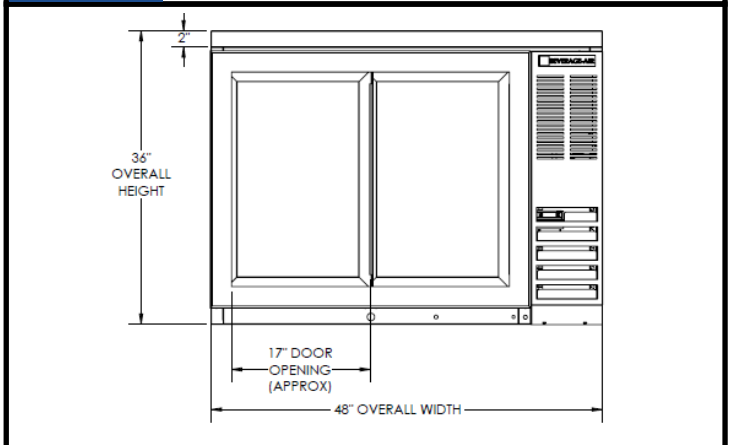 2"
BEVERAGE-AIR
36"
OVERALL
HEIGHT
17" DOOR
OPENING
(APPROX)
48" OVERALL WIDTH